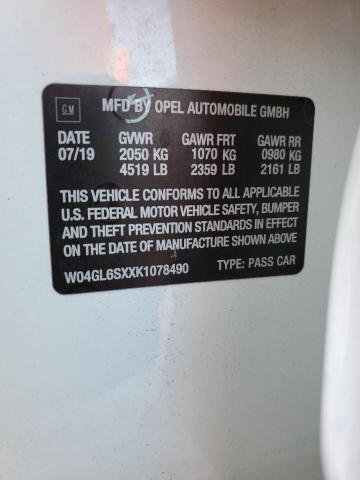 GM
MFD BY OPEL AUTOMOBILE GMBH
DATE GVWR GAWR FRT GAWR RR
07/19 2050 KG 1070 KG 0980 KG
4519 LB 2359 LB 2161 LB
THIS VEHICLE CONFORMS TO ALL APPLICABLE
U.S. FEDERAL MOTOR VEHICLE SAFETY, BUMPER
AND THEFT PREVENTION STANDARDS IN EFFECT
ON THE DATE OF MANUFACTURE SHOWN ABOVE
W04GL6SXXK1078490 TYPE: PASS CAR